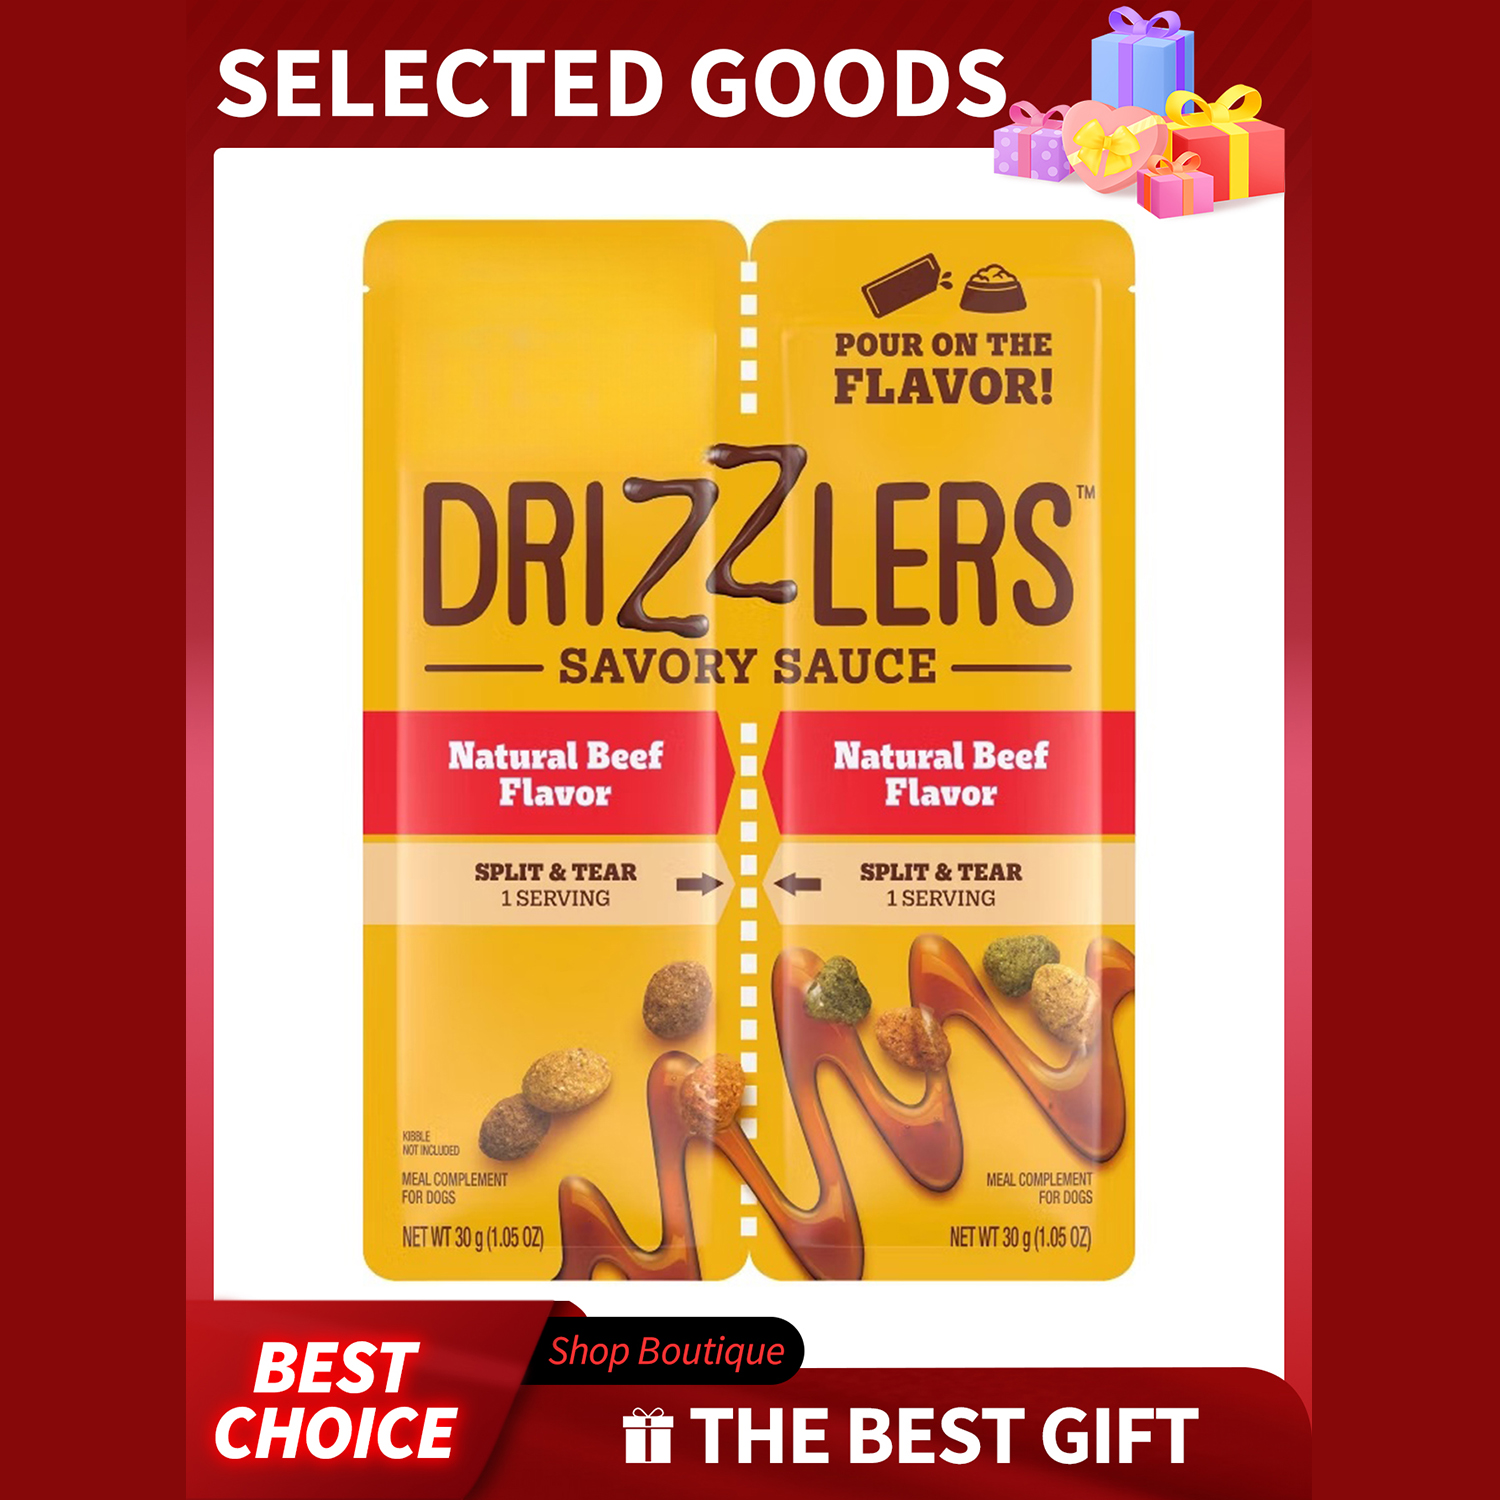 SELECTED GOODS
POUR ON THE
FLAVOR!
DRIZZLERS™
SAVORY SAUCE
Natural Beef
Flavor
Natural Beef
Flavor
SPLIT & TEAR
1 SERVING
SPLIT & TEAR
1 SERVING
KIBBLE
NOT INCLUDED
MEAL COMPLEMENT
FOR DOGS
NET WT 30 g (1.05 OZ)
MEAL COMPLEMENT
FOR DOGS
NET WT 30 g (1.05 OZ)
BEST
CHOICE
Shop Boutique
THE BEST GIFT